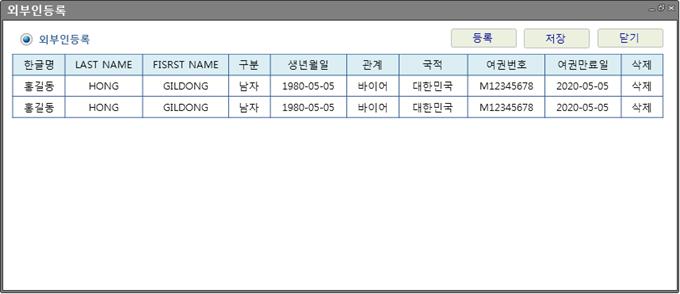 외부인등록
외부인등록 등록 저장 닫기
한글명 LAST NAME FISRST NAME 구분 생년월일 관계 국적 여권번호 여권만료일 삭제
홍길동 HONG GILDONG 남자 1980-05-05 바이어 대한민국 M12345678 2020-05-05 삭제
홍길동 HONG GILDONG 남자 1980-05-05 바이어 대한민국 M12345678 2020-05-05 삭제